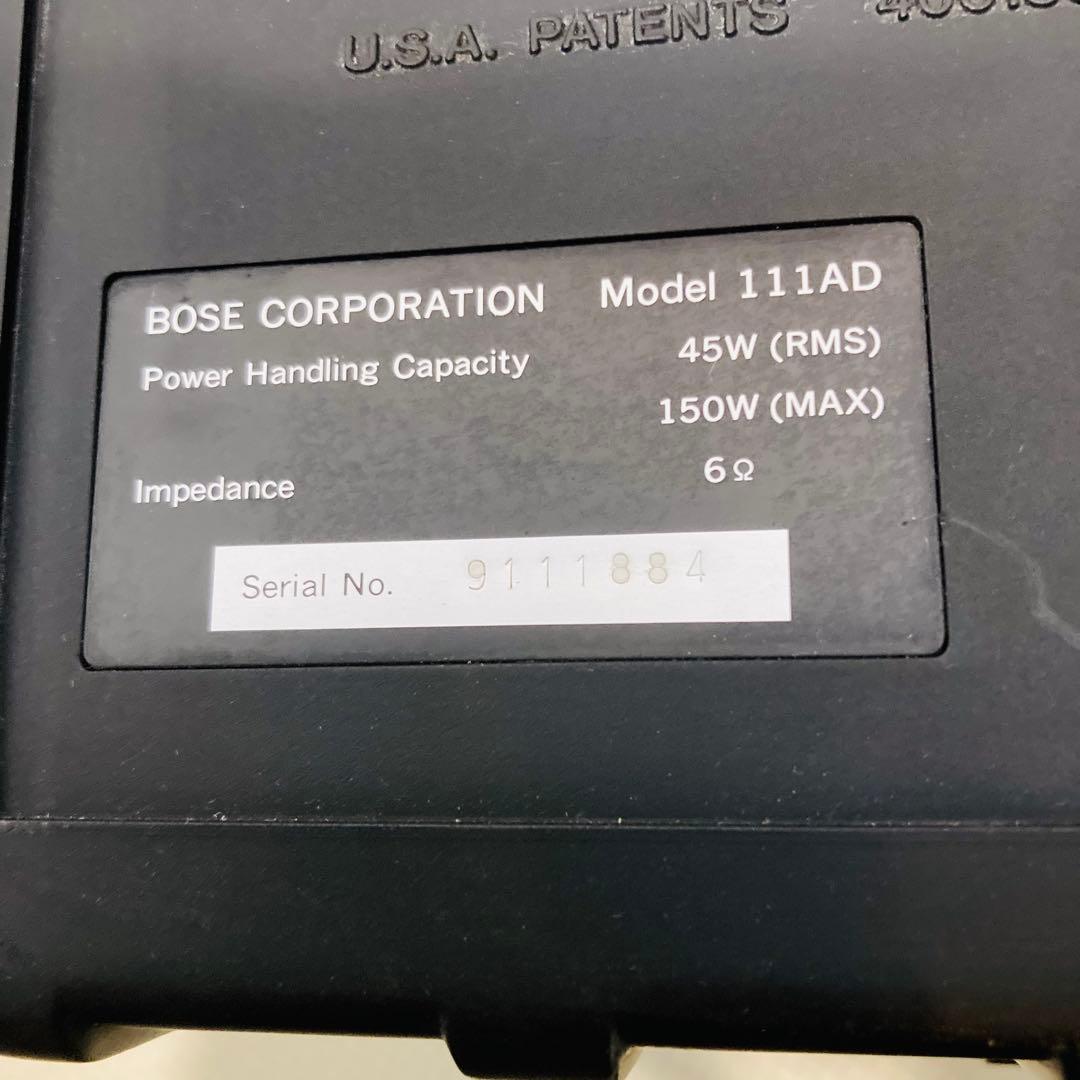 U.S.A. PATENTS
BOSE CORPORATION Model 111AD
Power Handling Capacity 45W (RMS)
150W (MAX)
Impedance 6Ω
Serial No. 9111884